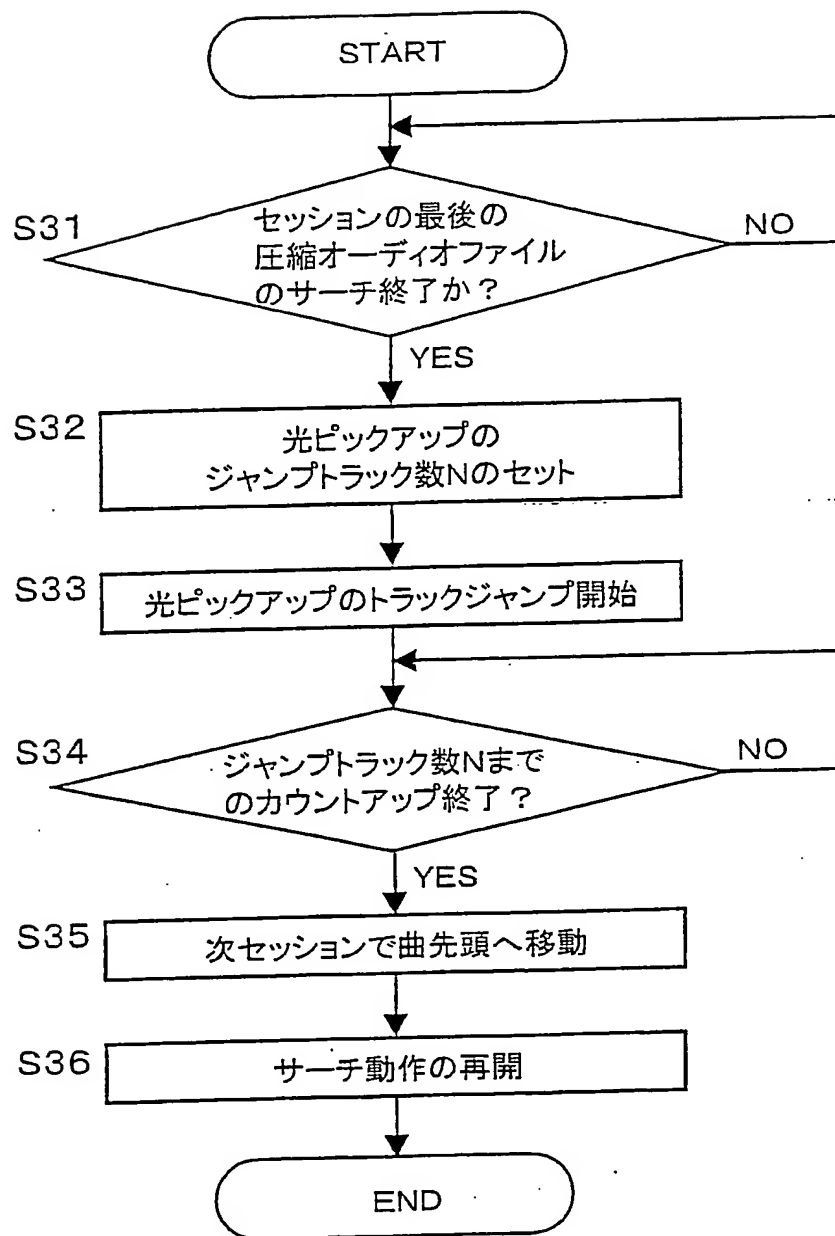 START
S31
セッションの最後の
圧縮オーディオファイル
のサーチ終了か?
NO
YES
S32
光ピックアップの
ジャンプトラック数Nのセット
S33
光ピックアップのトラックジャンプ開始
S34
ジャンプトラック数Nまで
のカウントアップ終了?
NO
YES
S35
次セッションで曲先頭へ移動
S36
サーチ動作の再開
END